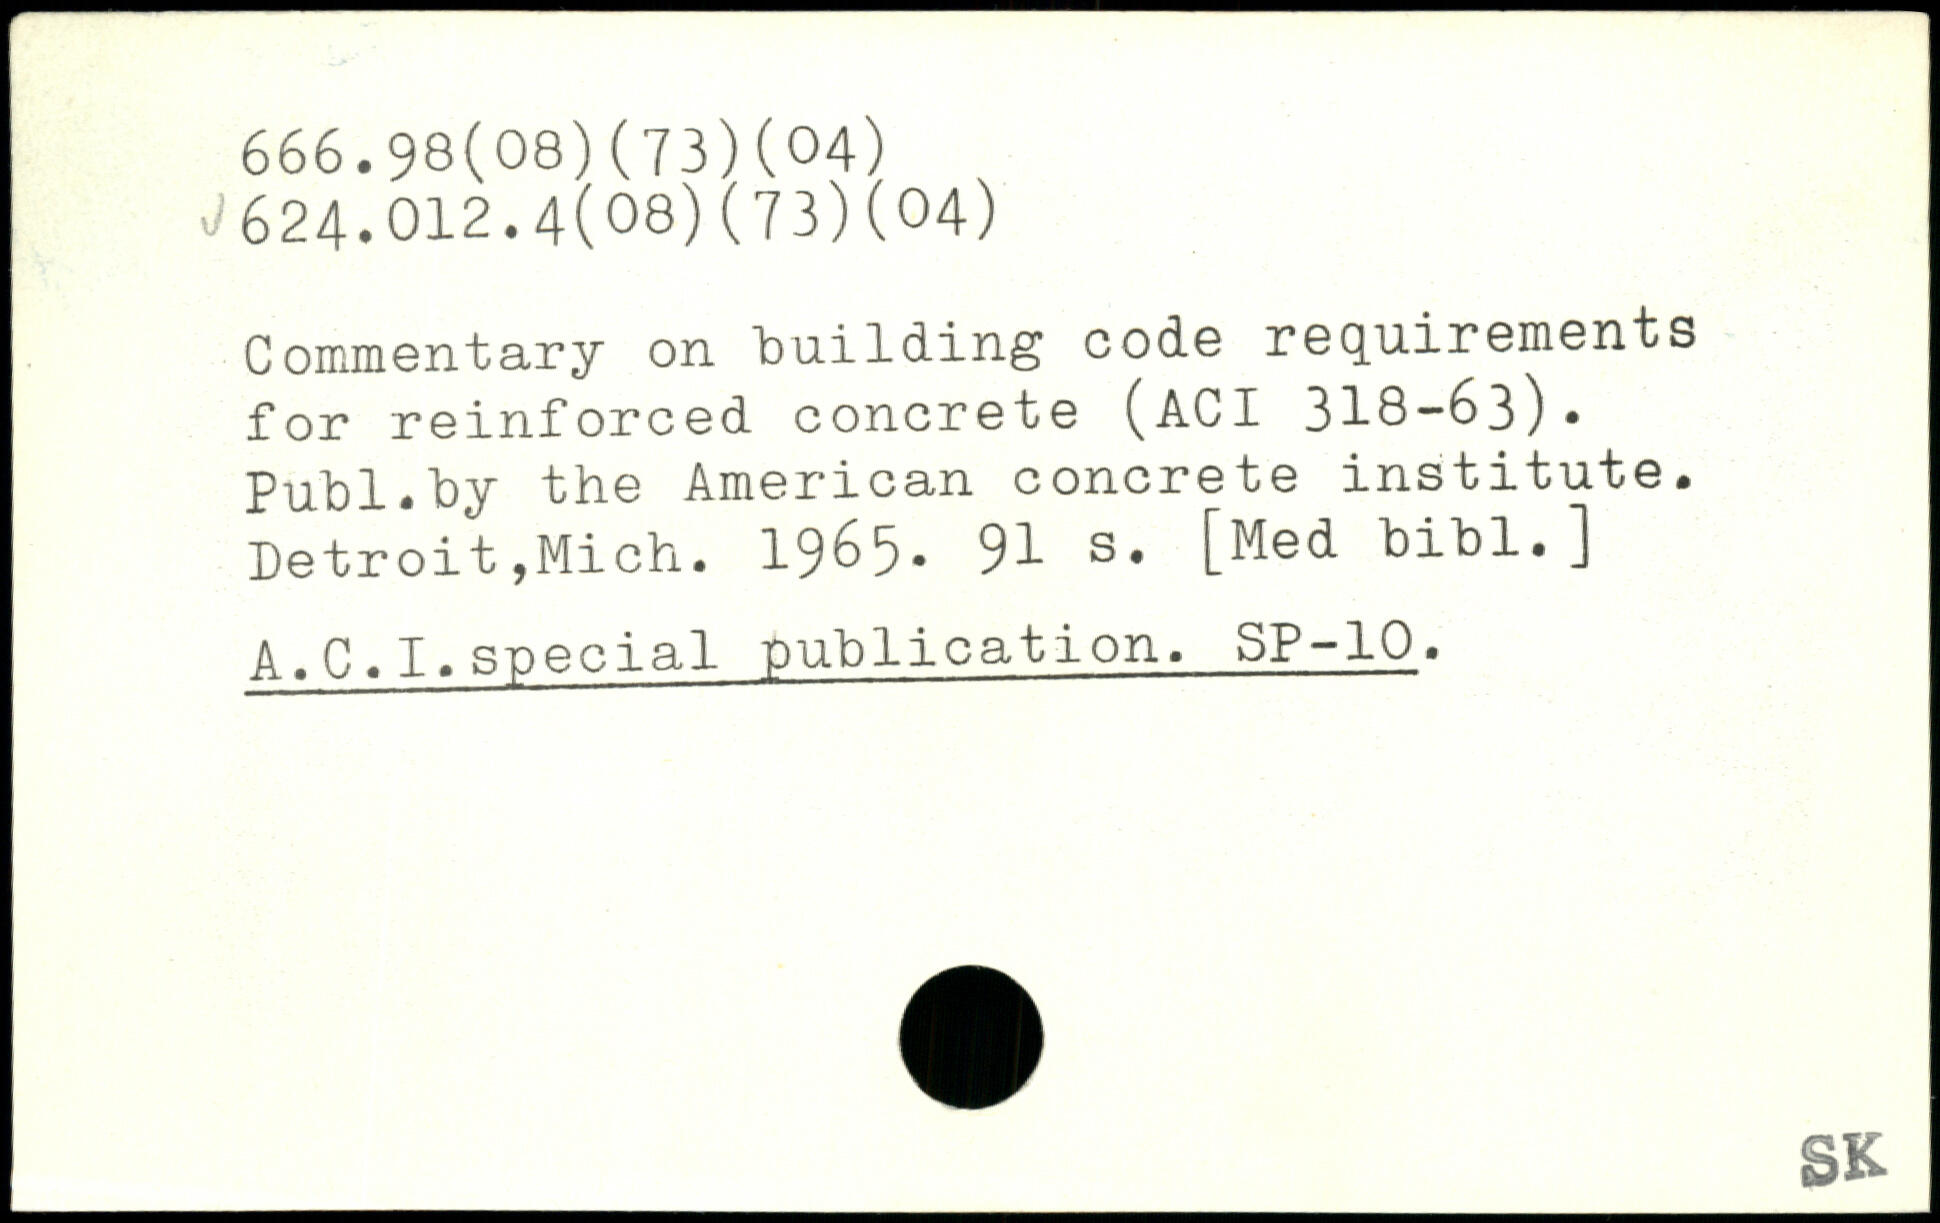 666.98(08)(73)(04)
624.012.4(08)(73)(04)
Commentary on building code requirements
for reinforced concrete (ACI 318-63).
Publ.by the American concrete institute.
Detroit,Mich. 1965. 91 s. [Med bibl.]
A.C.I.special publication. SP-10.
SK